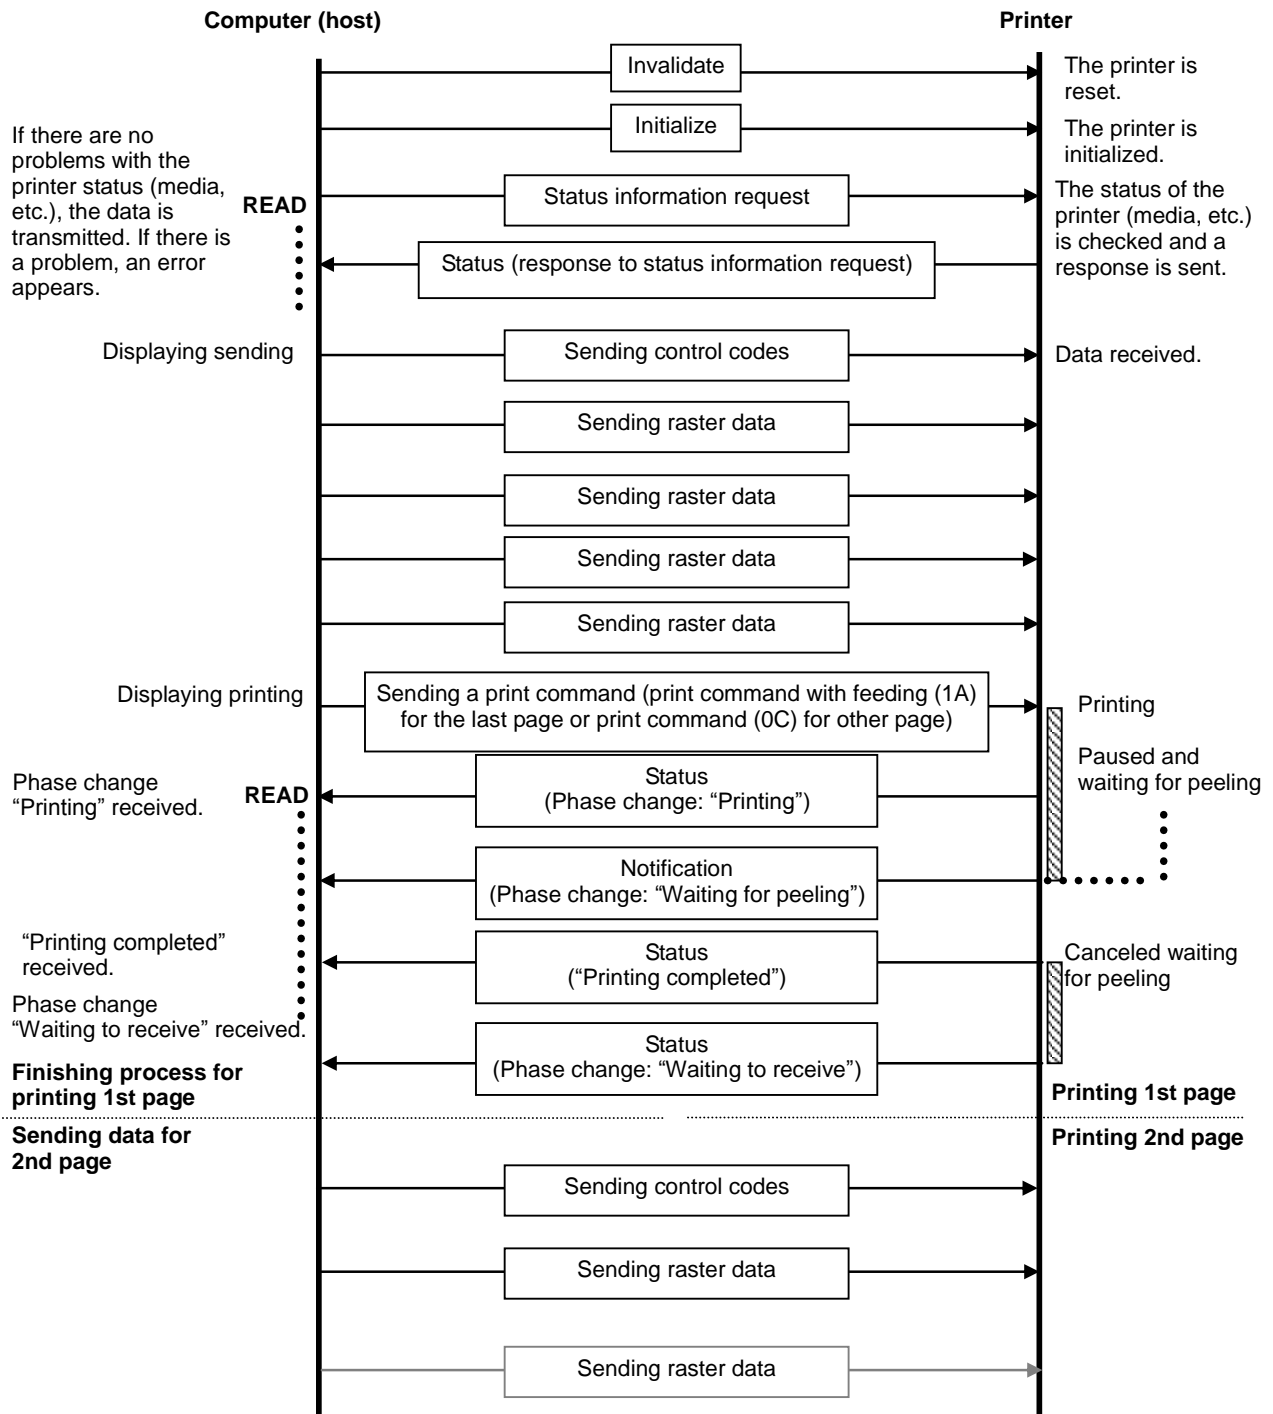 Computer (host)
Printer
Invalidate
The printer is
reset.
Initialize
The printer is
initialized.
If there are no
problems with the
printer status (media,
etc.), the data is
transmitted. If there is
a problem, an error
appears.
READ
Status information request
The status of the
printer (media, etc.)
is checked and a
response is sent.
Status (response to status information request)
Displaying sending
Sending control codes
Data received.
Sending raster data
Sending raster data
Sending raster data
Sending raster data
Displaying printing
Sending a print command (print command with feeding (1A)
for the last page or print command (0C) for other page)
Printing
Paused and
waiting for peeling
Phase change
“Printing” received.
READ
Status
(Phase change: “Printing”)
Notification
(Phase change: “Waiting for peeling”)
“Printing completed”
received.
Status
(“Printing completed”)
Canceled waiting
for peeling
Phase change
“Waiting to receive” received.
Status
(Phase change: “Waiting to receive”)
Finishing process for
printing 1st page
Printing 1st page
Sending data for
2nd page
Printing 2nd page
Sending control codes
Sending raster data
Sending raster data